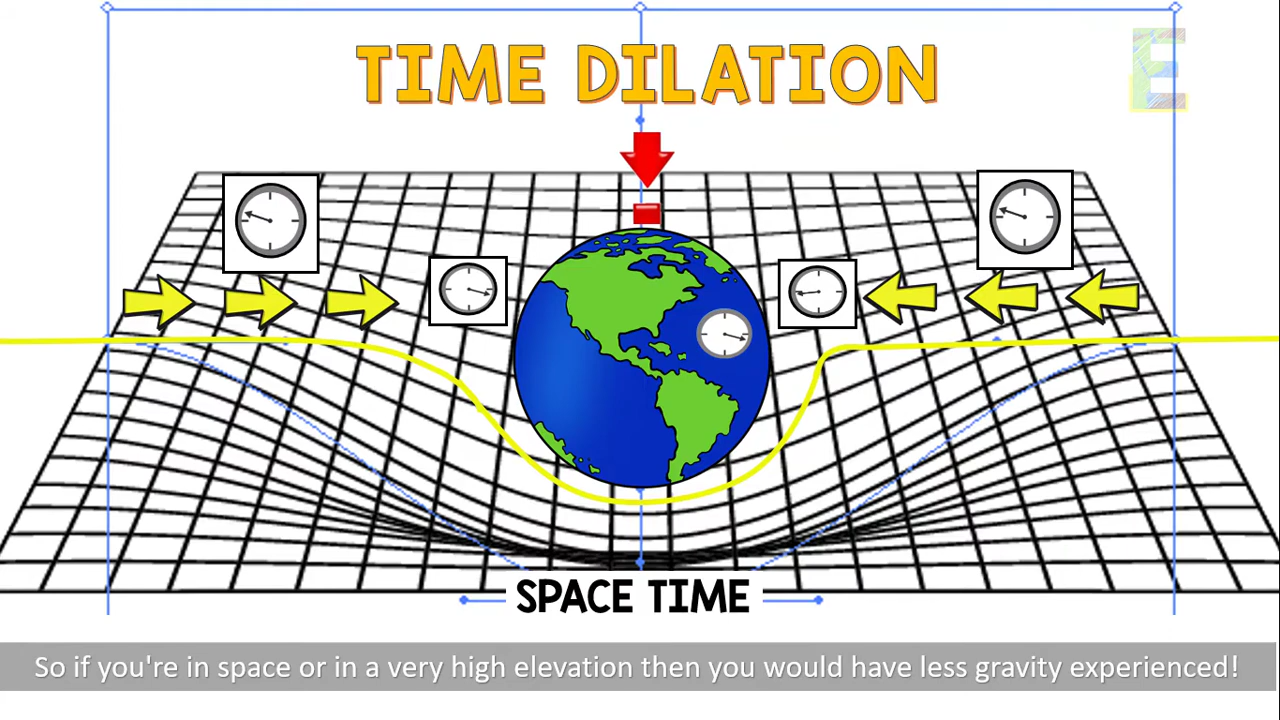 TIME DILATION
E
SPACE TIME
So if you're in space or in a very high elevation then you would have less gravity experienced!